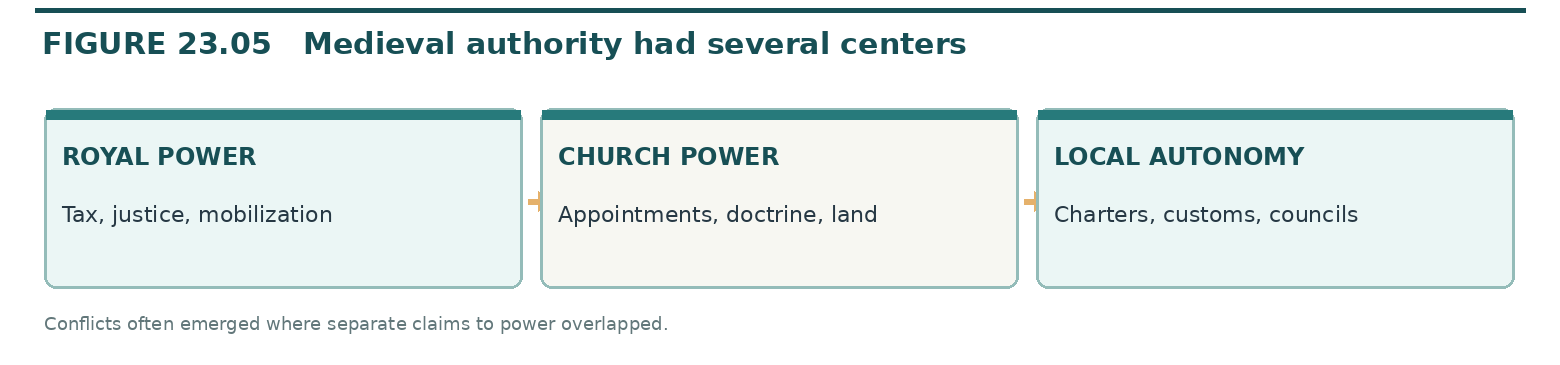 FIGURE 23.05 Medieval authority had several centers
ROYAL POWER
Tax, justice, mobilization
CHURCH POWER
Appointments, doctrine, land
LOCAL AUTONOMY
Charters, customs, councils
Conflicts often emerged where separate claims to power overlapped.